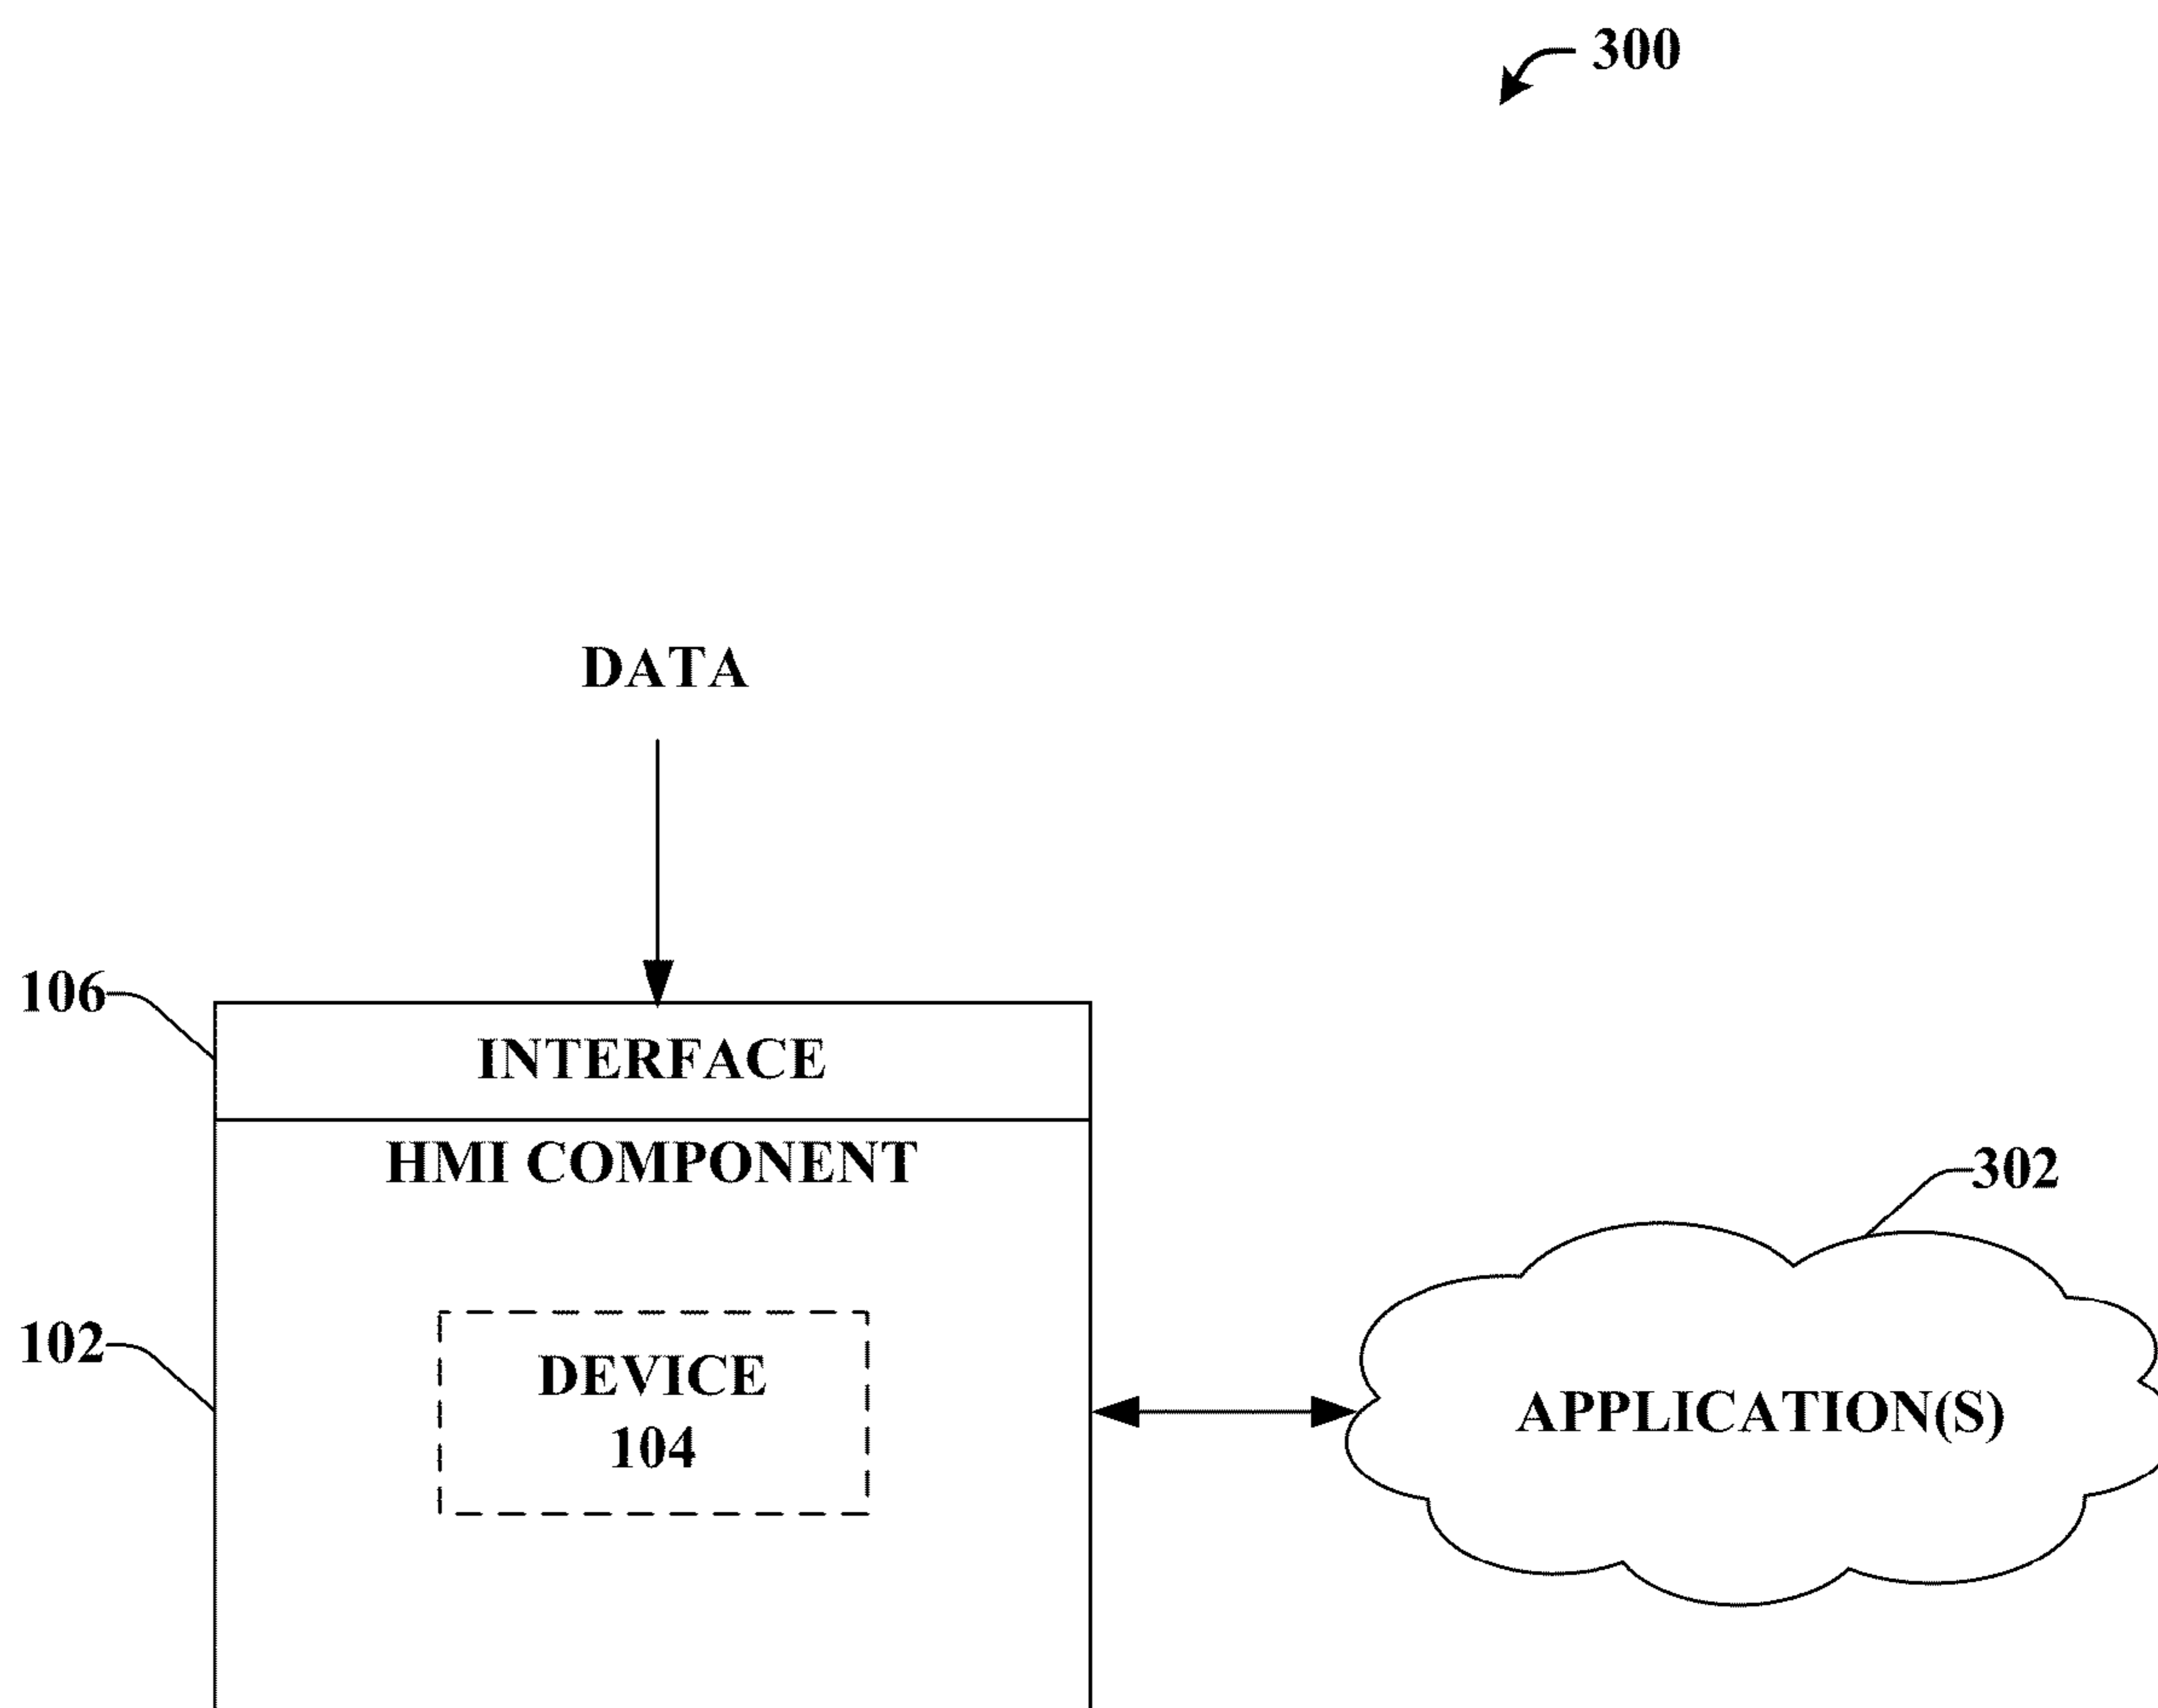 300
DATA
106
INTERFACE
HMI COMPONENT
302
102
DEVICE
104
APPLICATION(S)